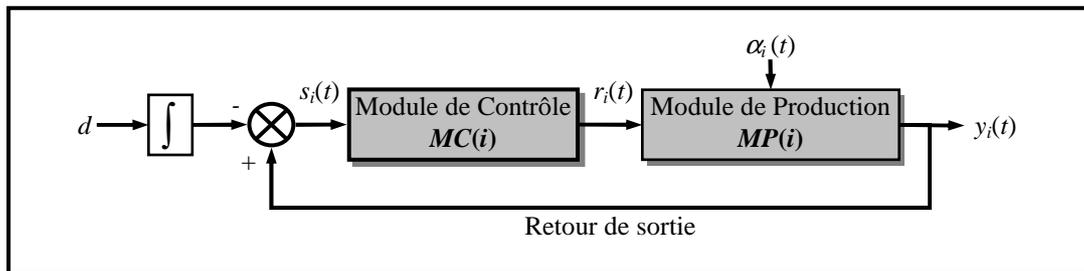 αi(t)
d
∫
-
+
si(t)
Module de Contrôle
MC(i)
ri(t)
Module de Production
MP(i)
yi(t)
Retour de sortie